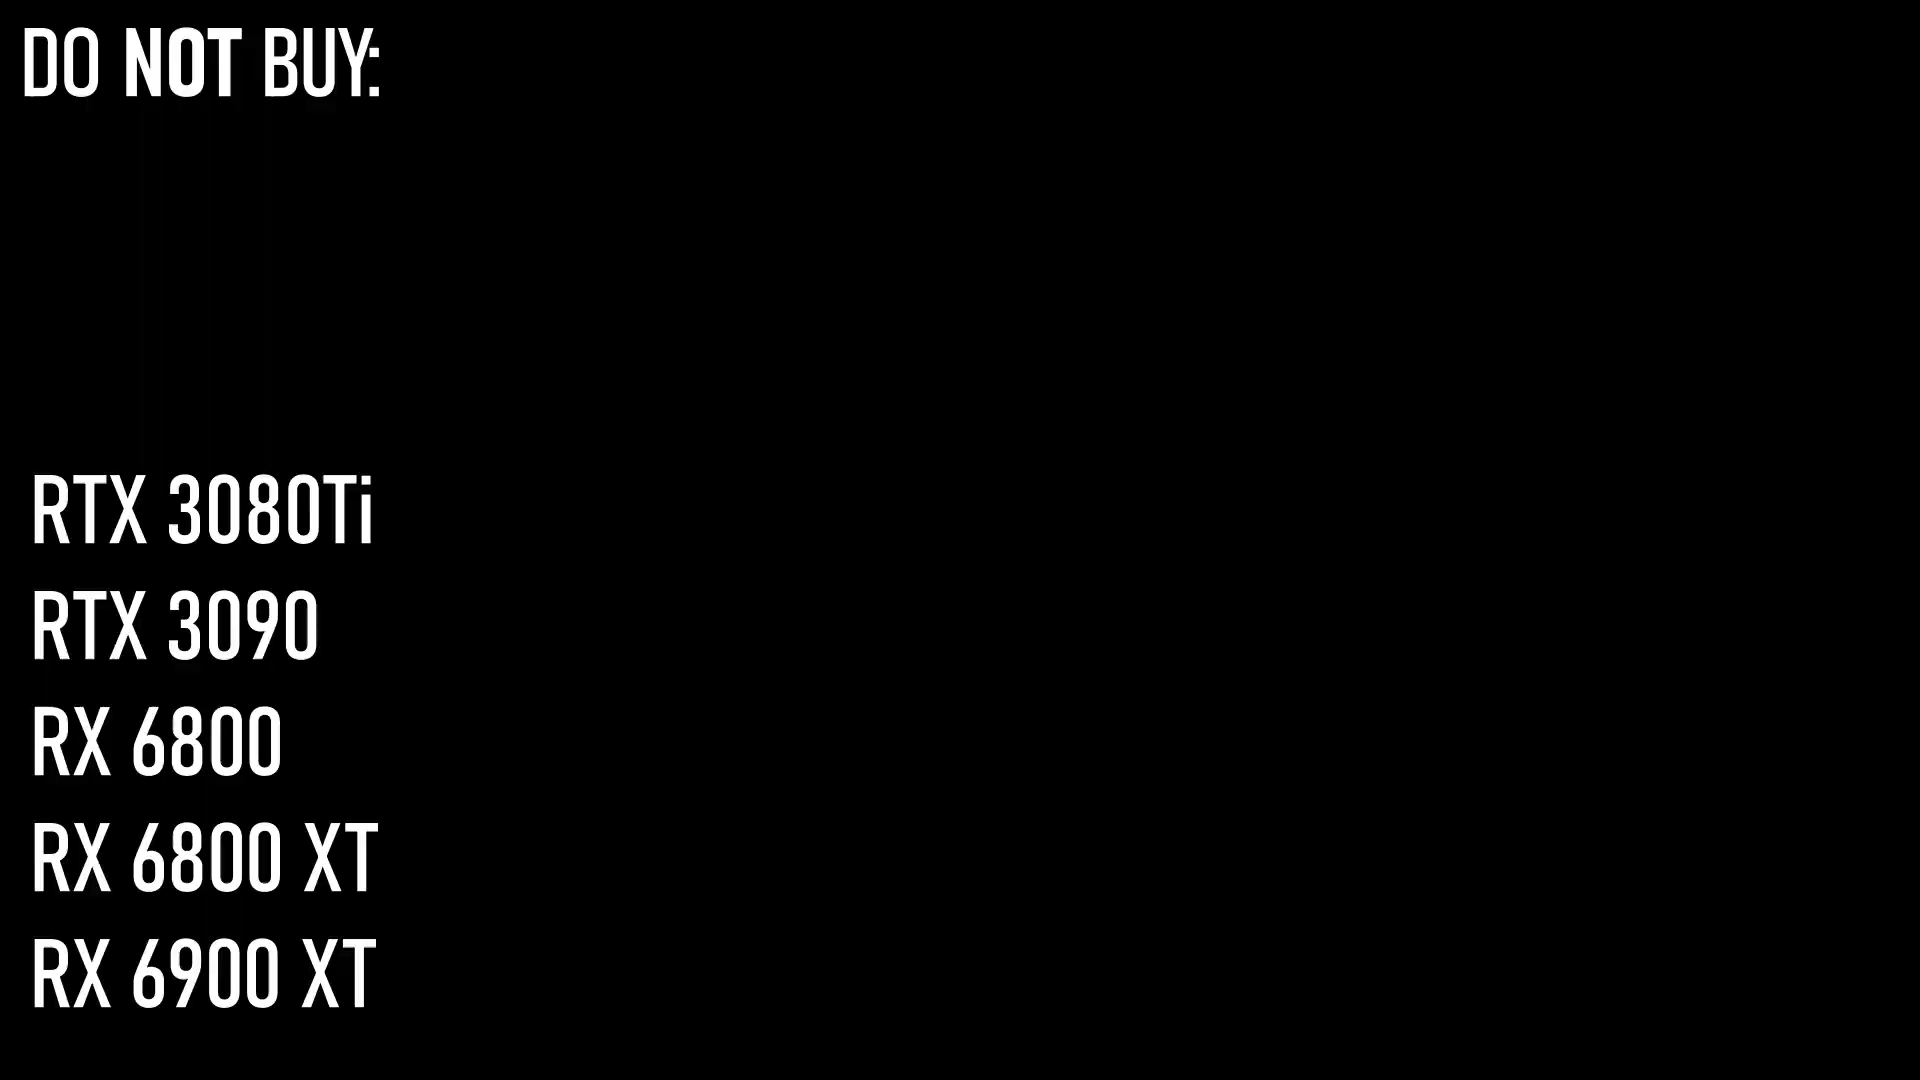 DO NOT BUY:
RTX 3080Ti
RTX 3090
RX 6800
RX 6800 XT
RX 6900 XT